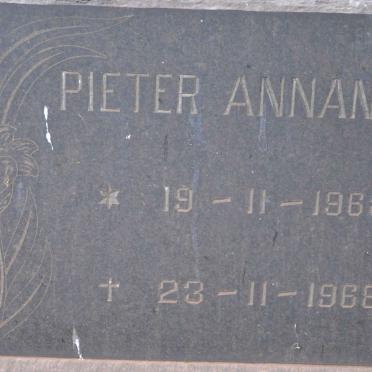 PIETER ANNAN
* 19-11-196
† 23-11-1968